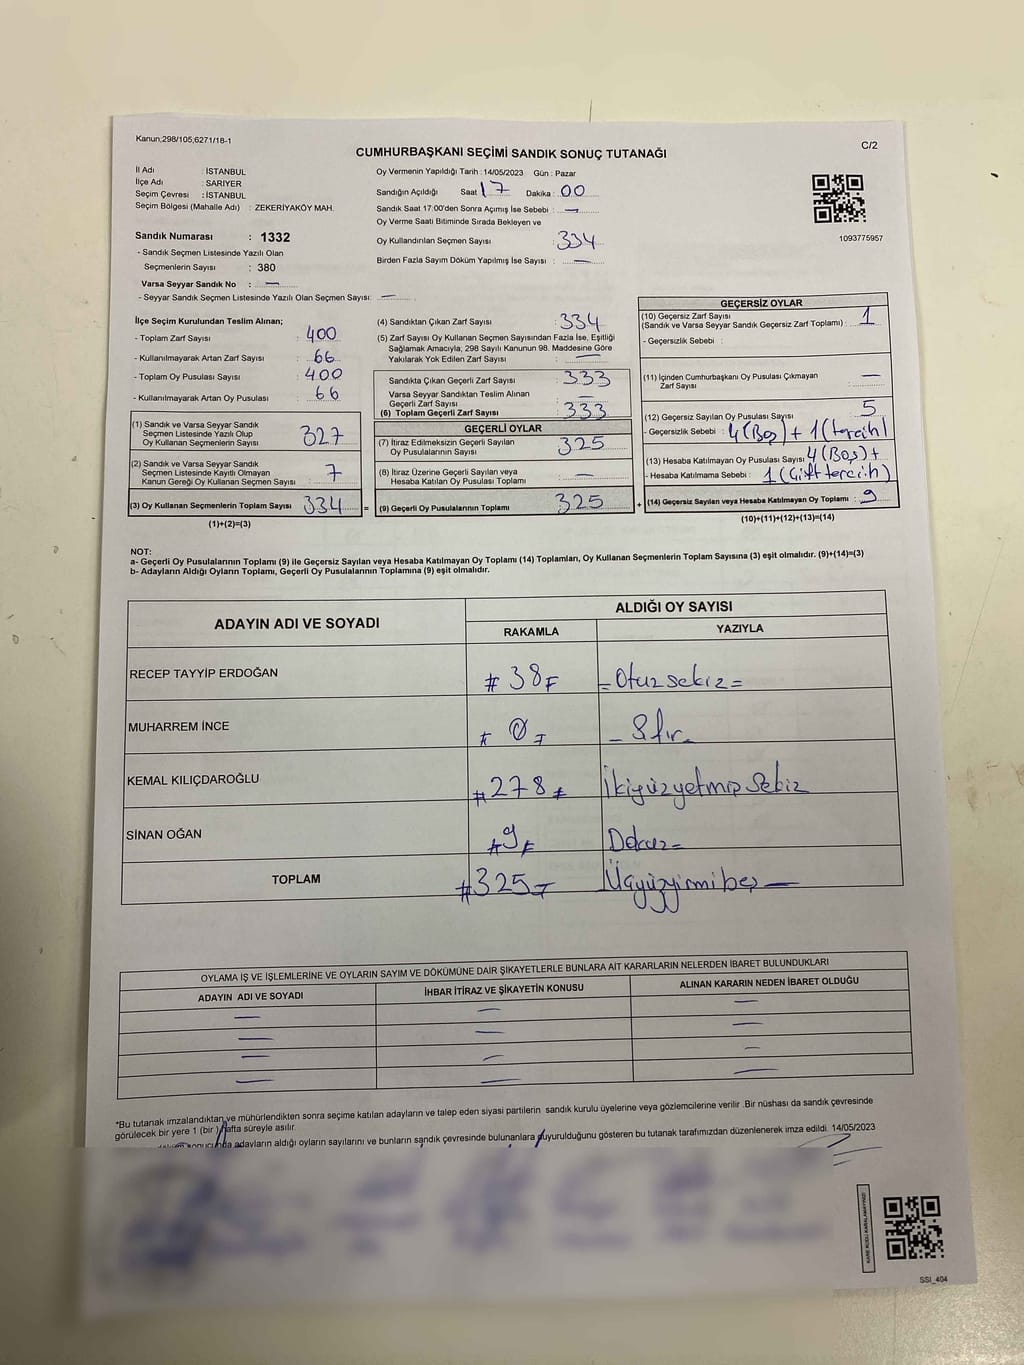 Kanun;298/105;6271/18-1
C/2
CUMHURBAŞKANI SEÇİMİ SANDIK SONUÇ TUTANAĞI
İl Adı : İSTANBUL
İlçe Adı : SARIYER
Seçim Çevresi : İSTANBUL
Seçim Bölgesi (Mahalle Adı) : ZEKERİYAKÖY MAH.
Sandık Numarası : 1332
- Sandık Seçmen Listesinde Yazılı Olan
Seçmenlerin Sayısı : 380
Varsa Seyyar Sandık No : —
- Seyyar Sandık Seçmen Listesinde Yazılı Olan Seçmen Sayısı: —
Oy Vermenin Yapıldığı Tarih : 14/05/2023 Gün : Pazar
Sandığın Açıldığı Saat 17 Dakika : 00
Sandık Saat 17:00'den Sonra Açımış İse Sebebi : —
Oy Verme Saati Bitiminde Sırada Bekleyen ve
Oy Kullandırılan Seçmen Sayısı : 334
Birden Fazla Sayım Döküm Yapılmış İse Sayısı : —
1093775957
İlçe Seçim Kurulundan Teslim Alınan;
- Toplam Zarf Sayısı : 400
- Kullanılmayarak Artan Zarf Sayısı : 66
- Toplam Oy Pusulası Sayısı : 400
- Kullanılmayarak Artan Oy Pusulası : 66
(1) Sandık ve Varsa Seyyar Sandık
Seçmen Listesinde Yazılı Olup
Oy Kullanan Seçmenlerin Sayısı : 327
(2) Sandık ve Varsa Seyyar Sandık
Seçmen Listesinde Kayıtlı Olmayan
Kanun Gereği Oy Kullanan Seçmen Sayısı : 7
(3) Oy Kullanan Seçmenlerin Toplam Sayısı : 334 =
(1)+(2)=(3)
(4) Sandıktan Çıkan Zarf Sayısı : 334
(5) Zarf Sayısı Oy Kullanan Seçmen Sayısından Fazla İse, Eşitliği
Sağlamak Amacıyla, 298 Sayılı Kanunun 98. Maddesine Göre
Yakılarak Yok Edilen Zarf Sayısı : —
Sandıkta Çıkan Geçerli Zarf Sayısı : 333
Varsa Seyyar Sandıktan Teslim Alınan
Geçerli Zarf Sayısı : —
(6) Toplam Geçerli Zarf Sayısı : 333
GEÇERLİ OYLAR
(7) İtiraz Edilmeksizin Geçerli Sayılan
Oy Pusulalarının Sayısı : 325
(8) İtiraz Üzerine Geçerli Sayılan veya
Hesaba Katılan Oy Pusulası Toplamı : —
(9) Geçerli Oy Pusulalarının Toplamı : 325 +
GEÇERSİZ OYLAR
(10) Geçersiz Zarf Sayısı
(Sandık ve Varsa Seyyar Sandık Geçersiz Zarf Toplamı) : 1
- Geçersizlik Sebebi :
(11) İçinden Cumhurbaşkanı Oy Pusulası Çıkmayan
Zarf Sayısı : —
(12) Geçersiz Sayılan Oy Pusulası Sayısı : 5
- Geçersizlik Sebebi : 4 (Boş) + 1 (tercih)
(13) Hesaba Katılmayan Oy Pusulası Sayısı 4 (Boş) +
- Hesaba Katılmama Sebebi : 1 (Çift tercih)
(14) Geçersiz Sayılan veya Hesaba Katılmayan Oy Toplamı : 9
(10)+(11)+(12)+(13)=(14)
NOT:
a- Geçerli Oy Pusulalarının Toplamı (9) ile Geçersiz Sayılan veya Hesaba Katılmayan Oy Toplamı (14) Toplamları, Oy Kullanan Seçmenlerin Toplam Sayısına (3) eşit olmalıdır. (9)+(14)=(3)
b- Adayların Aldığı Oyların Toplamı, Geçerli Oy Pusulalarının Toplamına (9) eşit olmalıdır.
ADAYIN ADI VE SOYADI
ALDIĞI OY SAYISI
RAKAMLA YAZIYLA
RECEP TAYYİP ERDOĞAN # 38 # = Otuz sekiz =
MUHARREM İNCE # 0 # - Sıfır -
KEMAL KILIÇDAROĞLU # 278 # İkiyüzyetmiş Sekiz
SİNAN OĞAN # 9 # Dokuz =
TOPLAM # 325 # Üçyüzyirmi beş —
OYLAMA İŞ VE İŞLEMLERİNE VE OYLARIN SAYIM VE DÖKÜMÜNE DAİR ŞİKAYETLERLE BUNLARA AİT KARARLARIN NELERDEN İBARET BULUNDUKLARI
ADAYIN ADI VE SOYADI İHBAR İTİRAZ VE ŞİKAYETİN KONUSU ALINAN KARARIN NEDEN İBARET OLDUĞU
— — —
— — —
— — —
— — —
*Bu tutanak imzalandıktan ve mühürlendikten sonra seçime katılan adayların ve talep eden siyasi partilerin sandık kurulu üyelerine veya gözlemcilerine verilir .Bir nüshası da sandık çevresinde
görülecek bir yere 1 (bir) hafta süreyle asılır.
adayların aldığı oyların sayılarını ve bunların sandık çevresinde bulunanlara duyurulduğunu gösteren bu tutanak tarafımızdan düzenlenerek imza edildi. 14/05/2023
KARE KODU KARALAMAYINIZ!
SSI_404